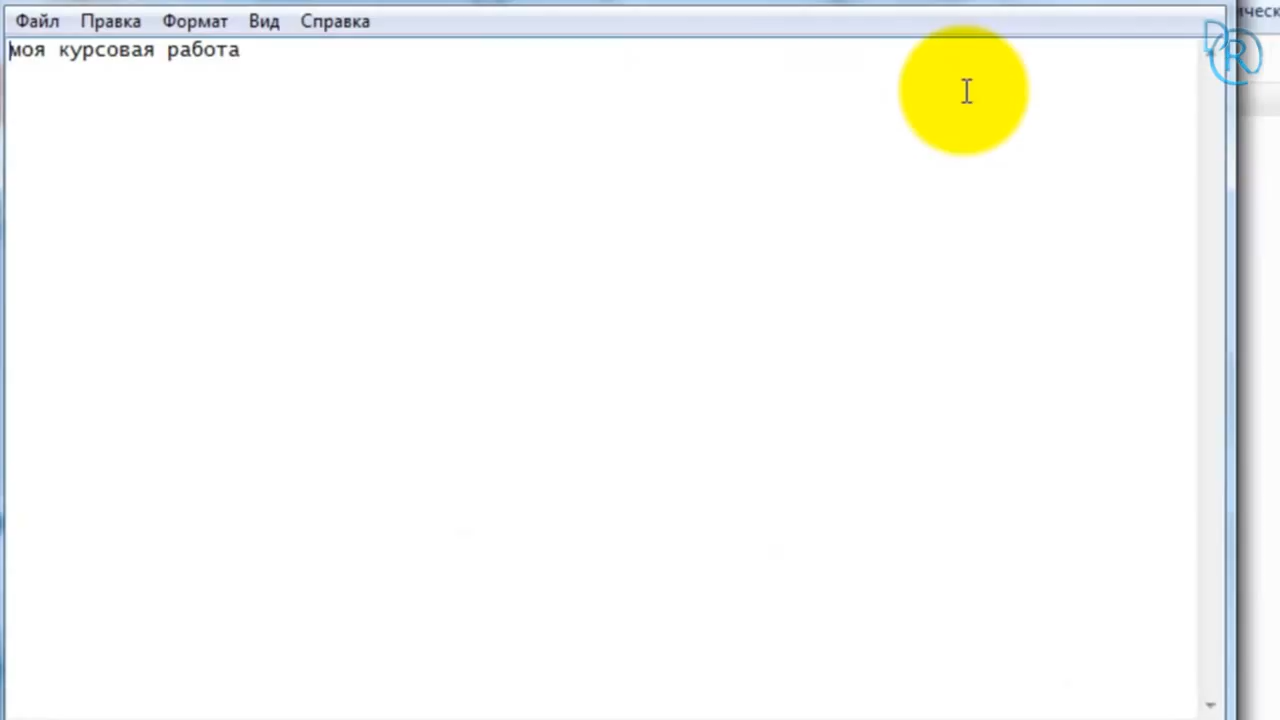 Файл Правка Формат Вид Справка
моя курсовая работа